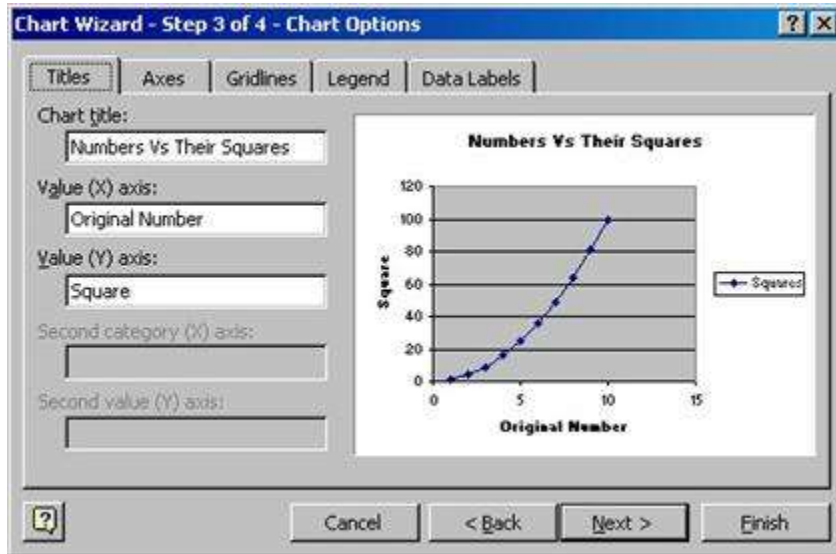 Chart Wizard - Step 3 of 4 - Chart Options
Titles Axes Gridlines Legend Data Labels
Chart title:
Numbers Vs Their Squares
Value (X) axis:
Original Number
Value (Y) axis:
Square
Second category (X) axis:
Second value (Y) axis:
Numbers Vs Their Squares
120
100
80
60
40
20
0
0 5 10 15
Square
Original Number
Squares
Cancel < Back Next > Finish